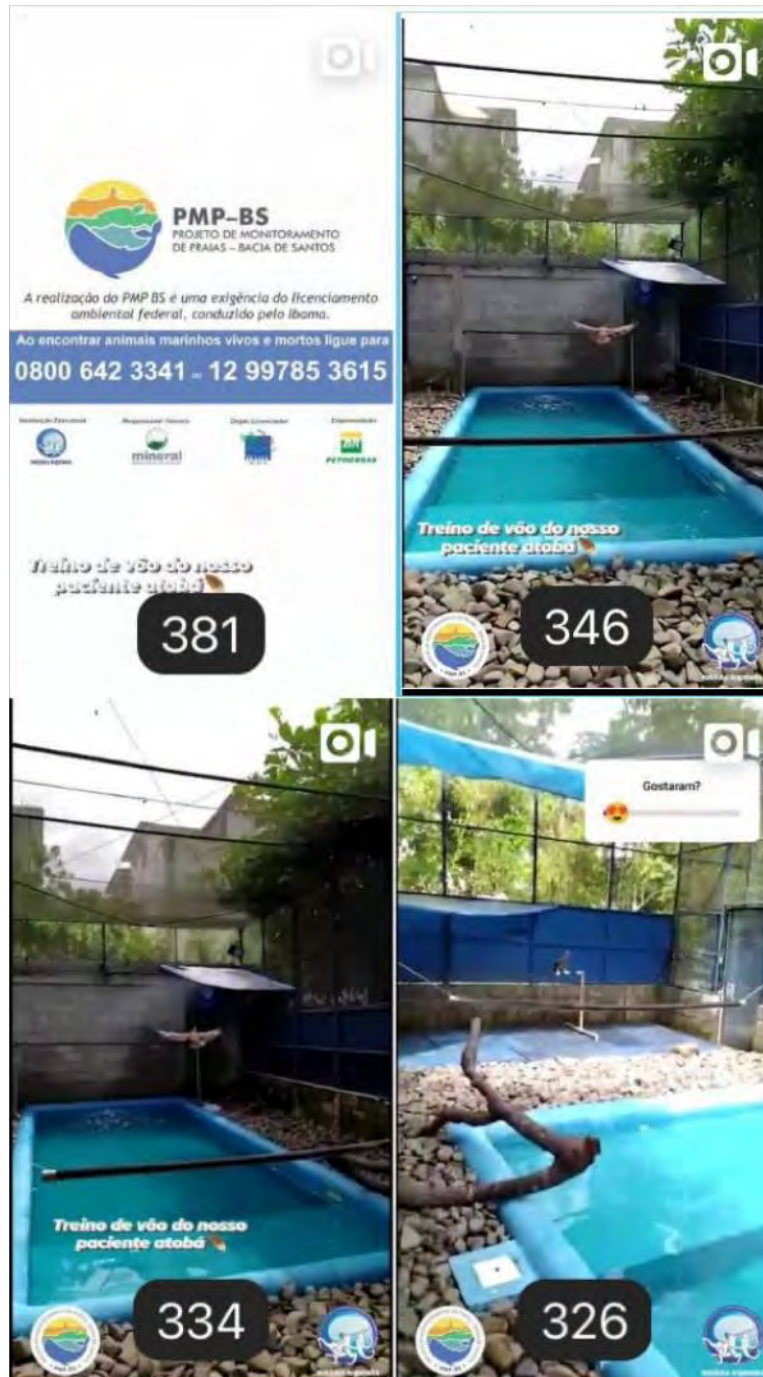 PMP-BS
PROJETO DE MONITORAMENTO
DE PRAIAS – BACIA DE SANTOS
A realização do PMP BS é uma exigência do licenciamento
ambiental federal, conduzido pelo Ibama.
Ao encontrar animais marinhos vivos e mortos ligue para
0800 642 3341 ou 12 99785 3615
mineral
PETROBRAS
Treino de vôo do nosso
paciente atobá
381
Treino de vôo do nosso
paciente atobá
346
Treino de vôo do nosso
paciente atobá
334
Gostaram?
326